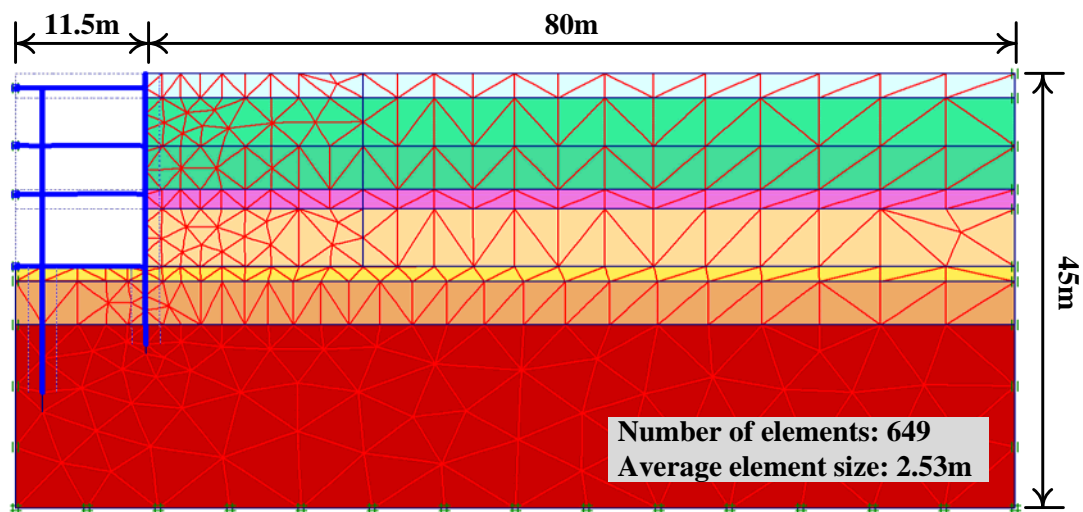 11.5m
80m
45m
Number of elements: 649
Average element size: 2.53m